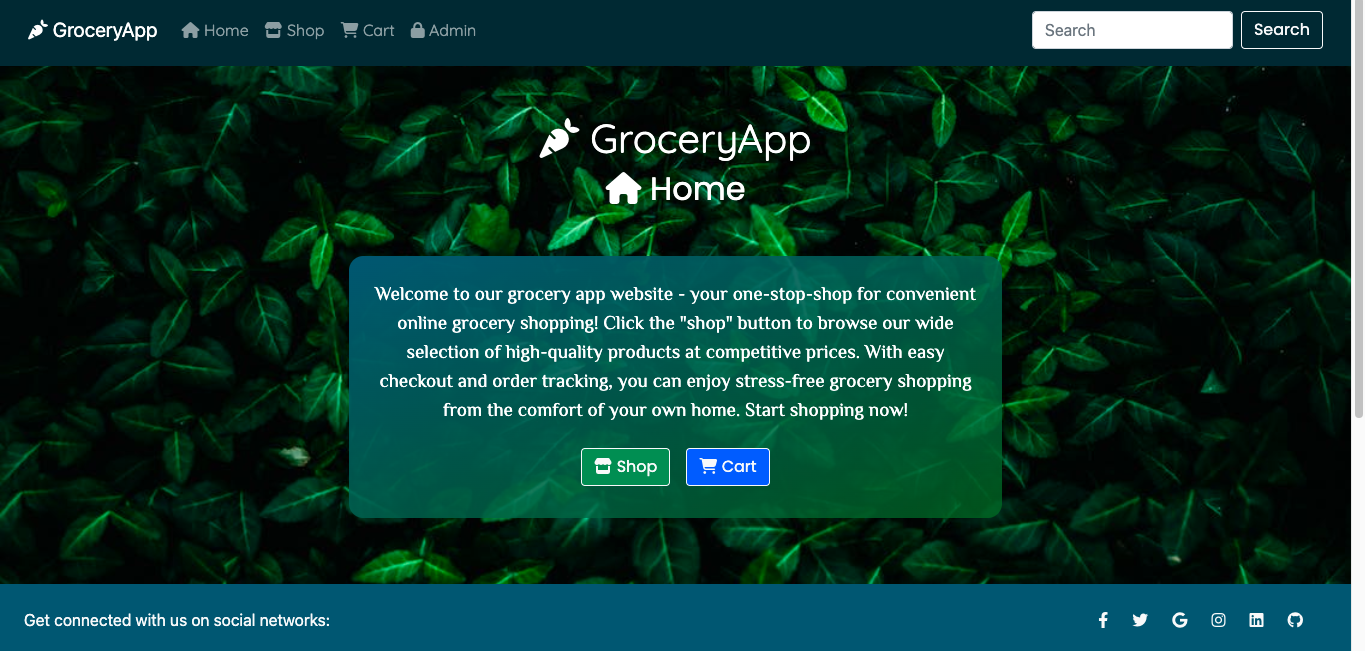 GroceryApp Home Shop Cart Admin Search Search
GroceryApp
Home
Welcome to our grocery app website - your one-stop-shop for convenient
online grocery shopping! Click the "shop" button to browse our wide
selection of high-quality products at competitive prices. With easy
checkout and order tracking, you can enjoy stress-free grocery shopping
from the comfort of your own home. Start shopping now!
Shop Cart
Get connected with us on social networks: